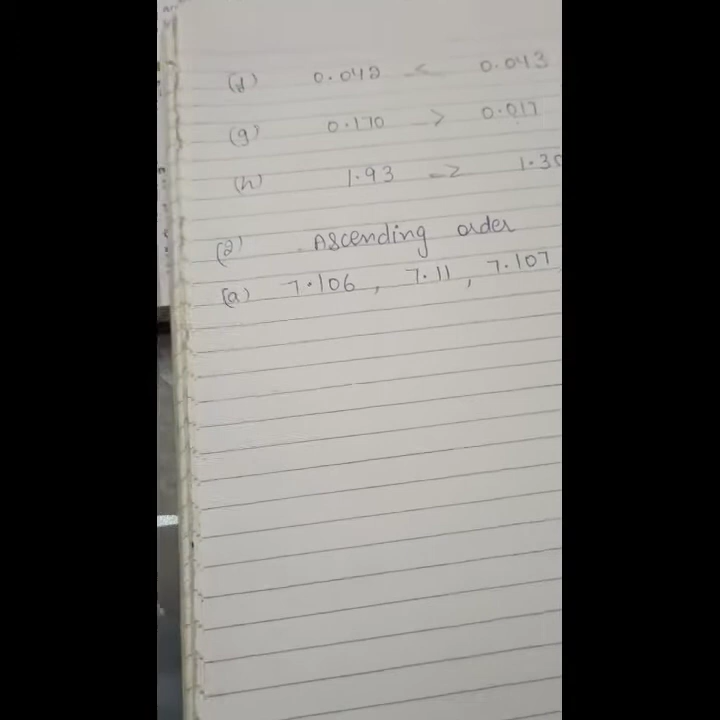 (f) 0.042 < 0.043
(g) 0.170 > 0.017
(h) 1.93 > 1.30
(2) Ascending order
(a) 7.106, 7.11, 7.107